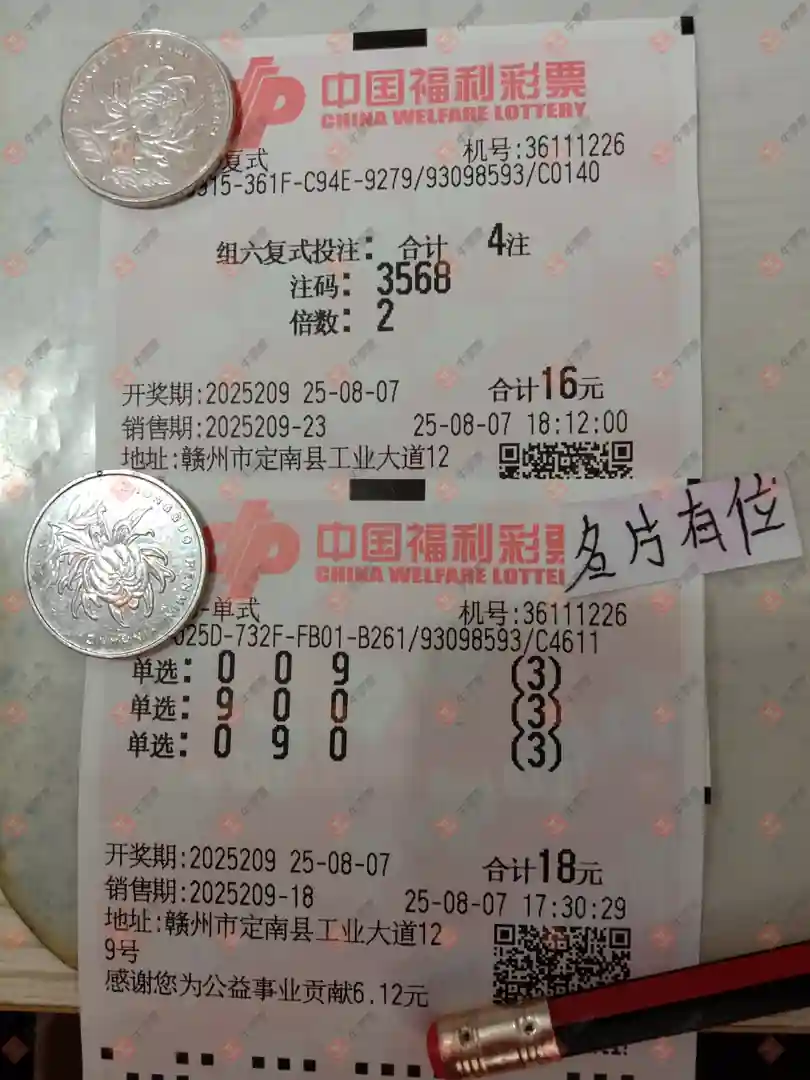 中国福利彩票
CHINA WELFARE LOTTERY
复式
机号:36111226
915-361F-C94E-9279/93098593/C0140
组六复式投注: 合计 4注
注码: 3568
倍数: 2
开奖期:2025209 25-08-07 合计16元
销售期:2025209-23 25-08-07 18:12:00
地址:赣州市定南县工业大道12
中国福利彩
CHINA WELFARE LOTTE
-单式
机号:36111226
025D-732F-FB01-B261/93098593/C4611
单选: 0 0 9 (3)
单选: 9 0 0 (3)
单选: 0 9 0 (3)
开奖期:2025209 25-08-07 合计18元
销售期:2025209-18 25-08-07 17:30:29
地址:赣州市定南县工业大道12
9号
感谢您为公益事业贡献6.12元
片有位